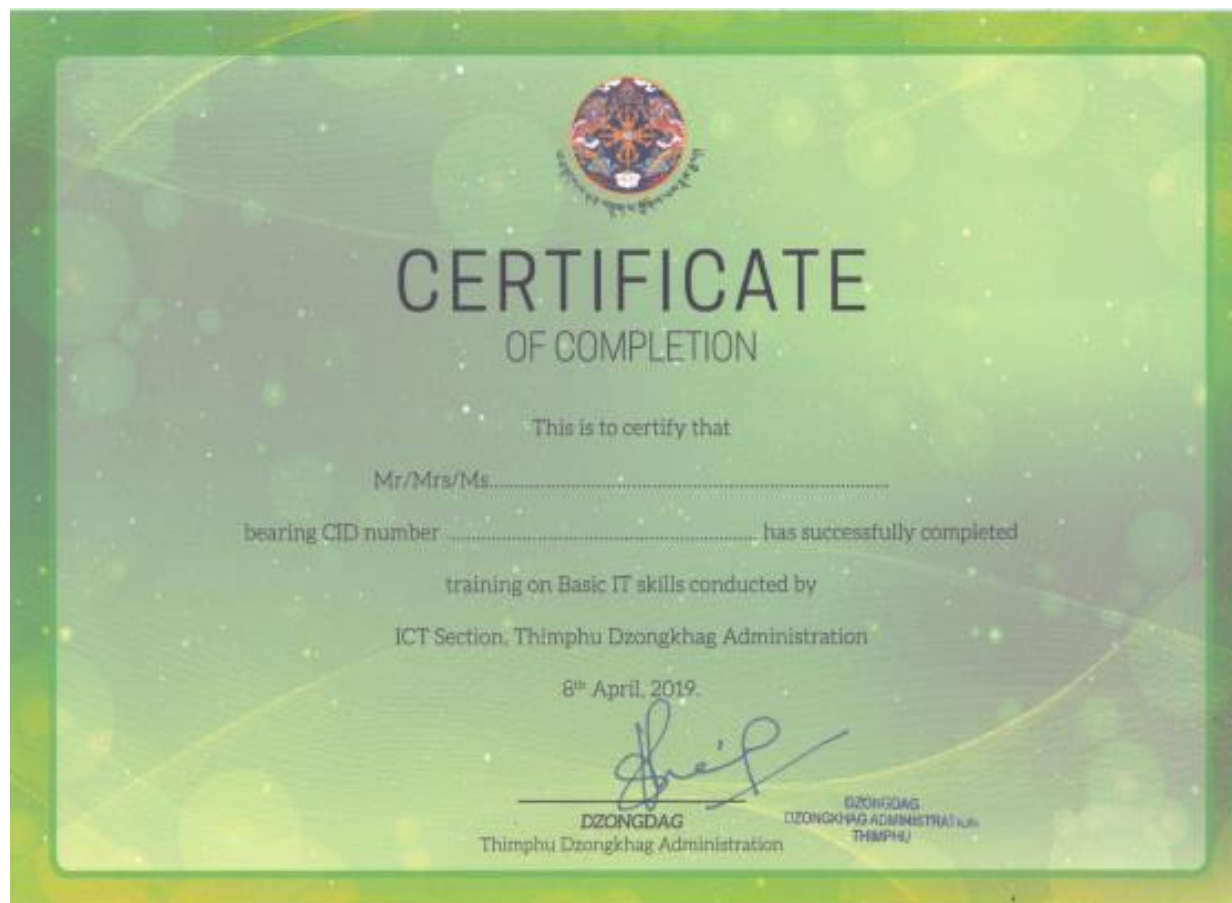 CERTIFICATE
OF COMPLETION
This is to certify that
Mr/Mrs/Ms.......................................................................
bearing CID number ....................................................... has successfully completed
training on Basic IT skills conducted by
ICT Section, Thimphu Dzongkhag Administration
8th April, 2019.
DZONGDAG
Thimphu Dzongkhag Administration
DZONGDAG
DZONGKHAG ADMINISTRATION
THIMPHU